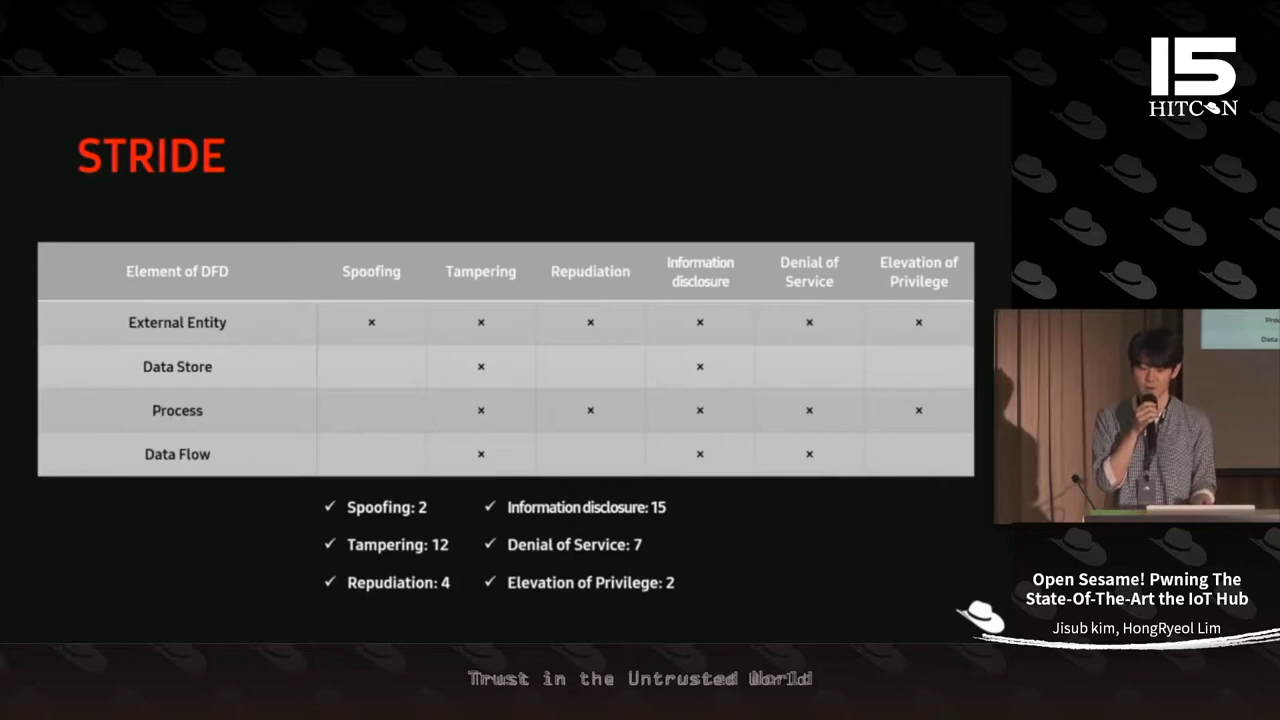 15
HITCON
STRIDE
Element of DFD Spoofing Tampering Repudiation Information disclosure Denial of Service Elevation of Privilege
External Entity × × × × × ×
Data Store × ×
Process × × × × ×
Data Flow × × ×
✓ Spoofing: 2 ✓ Information disclosure: 15
✓ Tampering: 12 ✓ Denial of Service: 7
✓ Repudiation: 4 ✓ Elevation of Privilege: 2
Open Sesame! Pwning The
State-Of-The-Art the IoT Hub
Jisub kim, HongRyeol Lim
Trust in the Untrusted World